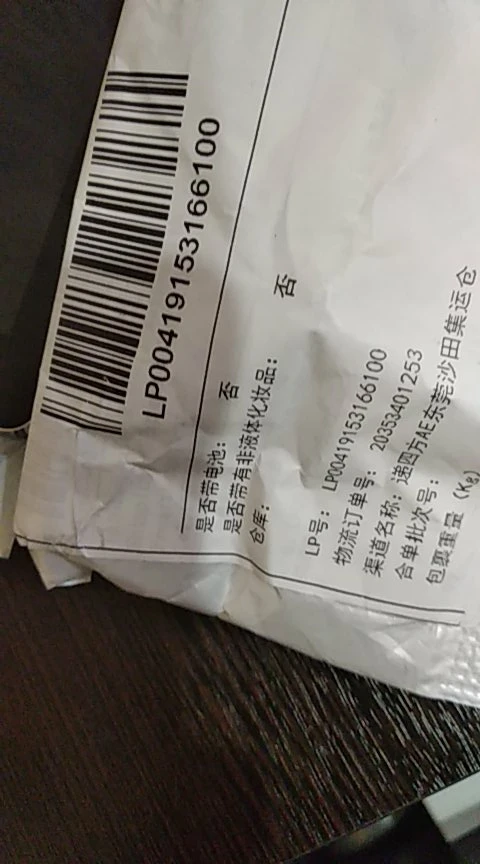 LP00419153166100
是否带电池： 否
是否带有非液体化妆品： 否
仓库：
LP号： LP00419153166100
物流订单号： 20353401253
渠道名称： 递四方AE东莞沙田集运仓
合单批次号：
包裹重量（Kg）